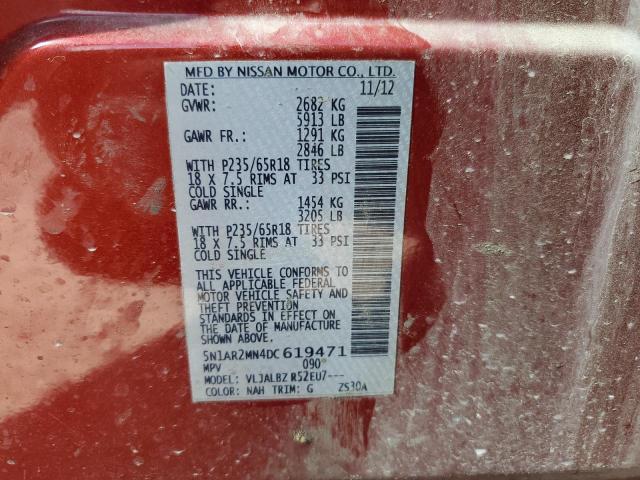 MFD BY NISSAN MOTOR CO., LTD.
DATE: 11/12
GVWR: 2682 KG
5913 LB
GAWR FR.: 1291 KG
2846 LB
WITH P235/65R18 TIRES
18 X 7.5 RIMS AT 33 PSI
COLD SINGLE
GAWR RR.: 1454 KG
3205 LB
WITH P235/65R18 TIRES
18 X 7.5 RIMS AT 33 PSI
COLD SINGLE
THIS VEHICLE CONFORMS TO
ALL APPLICABLE FEDERAL
MOTOR VEHICLE SAFETY AND
THEFT PREVENTION
STANDARDS IN EFFECT ON
THE DATE OF MANUFACTURE
SHOWN ABOVE.
5N1AR2MN4DC619471
MPV 090
MODEL: VLJALBZ R52EU7---
COLOR: NAH TRIM: G ZS30A